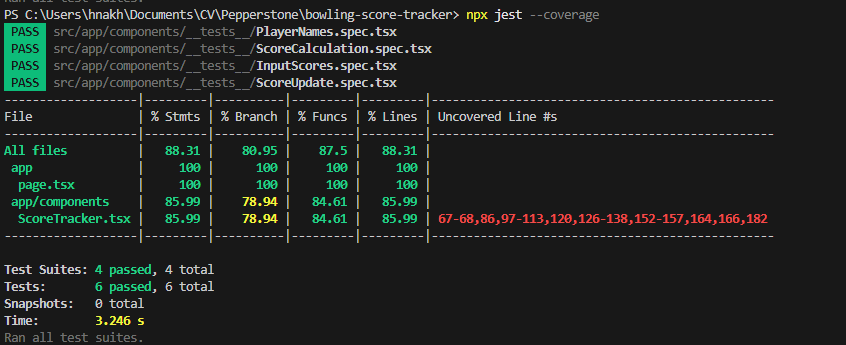 Ran all test suites.
PS C:\Users\hnakh\Documents\CV\Pepperstone\bowling-score-tracker> npx jest --coverage
PASS src/app/components/__tests__/PlayerNames.spec.tsx
PASS src/app/components/__tests__/ScoreCalculation.spec.tsx
PASS src/app/components/__tests__/InputScores.spec.tsx
PASS src/app/components/__tests__/ScoreUpdate.spec.tsx
-------------------|---------|----------|---------|---------|-------------------------------------------------
File | % Stmts | % Branch | % Funcs | % Lines | Uncovered Line #s
-------------------|---------|----------|---------|---------|-------------------------------------------------
All files | 88.31 | 80.95 | 87.5 | 88.31 |
app | 100 | 100 | 100 | 100 |
page.tsx | 100 | 100 | 100 | 100 |
app/components | 85.99 | 78.94 | 84.61 | 85.99 |
ScoreTracker.tsx | 85.99 | 78.94 | 84.61 | 85.99 | 67-68,86,97-113,120,126-138,152-157,164,166,182
-------------------|---------|----------|---------|---------|-------------------------------------------------
Test Suites: 4 passed, 4 total
Tests: 6 passed, 6 total
Snapshots: 0 total
Time: 3.246 s
Ran all test suites.